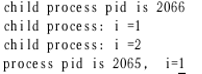 child process pid is 2066
child process: i =1
child process: i =2
process pid is 2065, i=1